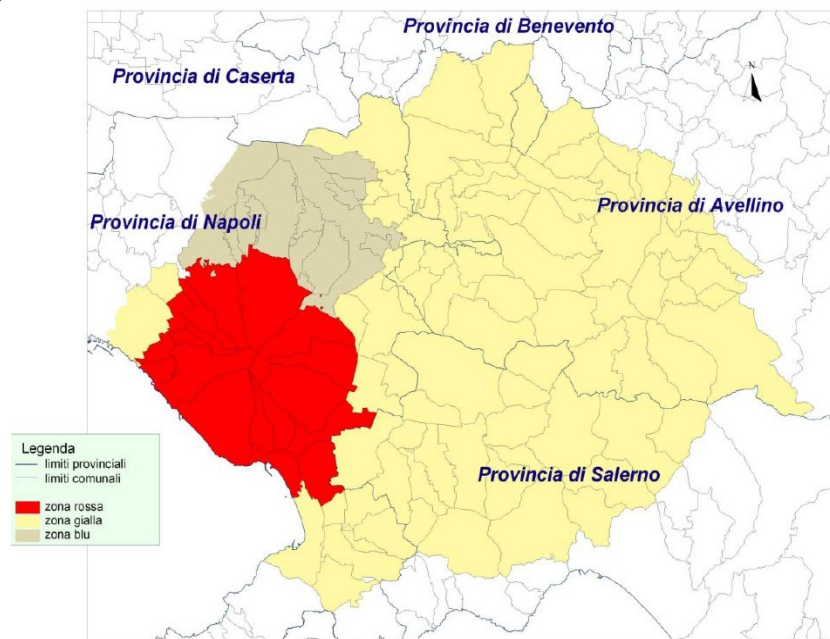 Provincia di Benevento
Provincia di Caserta
N
Provincia di Avellino
Provincia di Napoli
Provincia di Salerno
Legenda
limiti provinciali
limiti comunali
zona rossa
zona gialla
zona blu